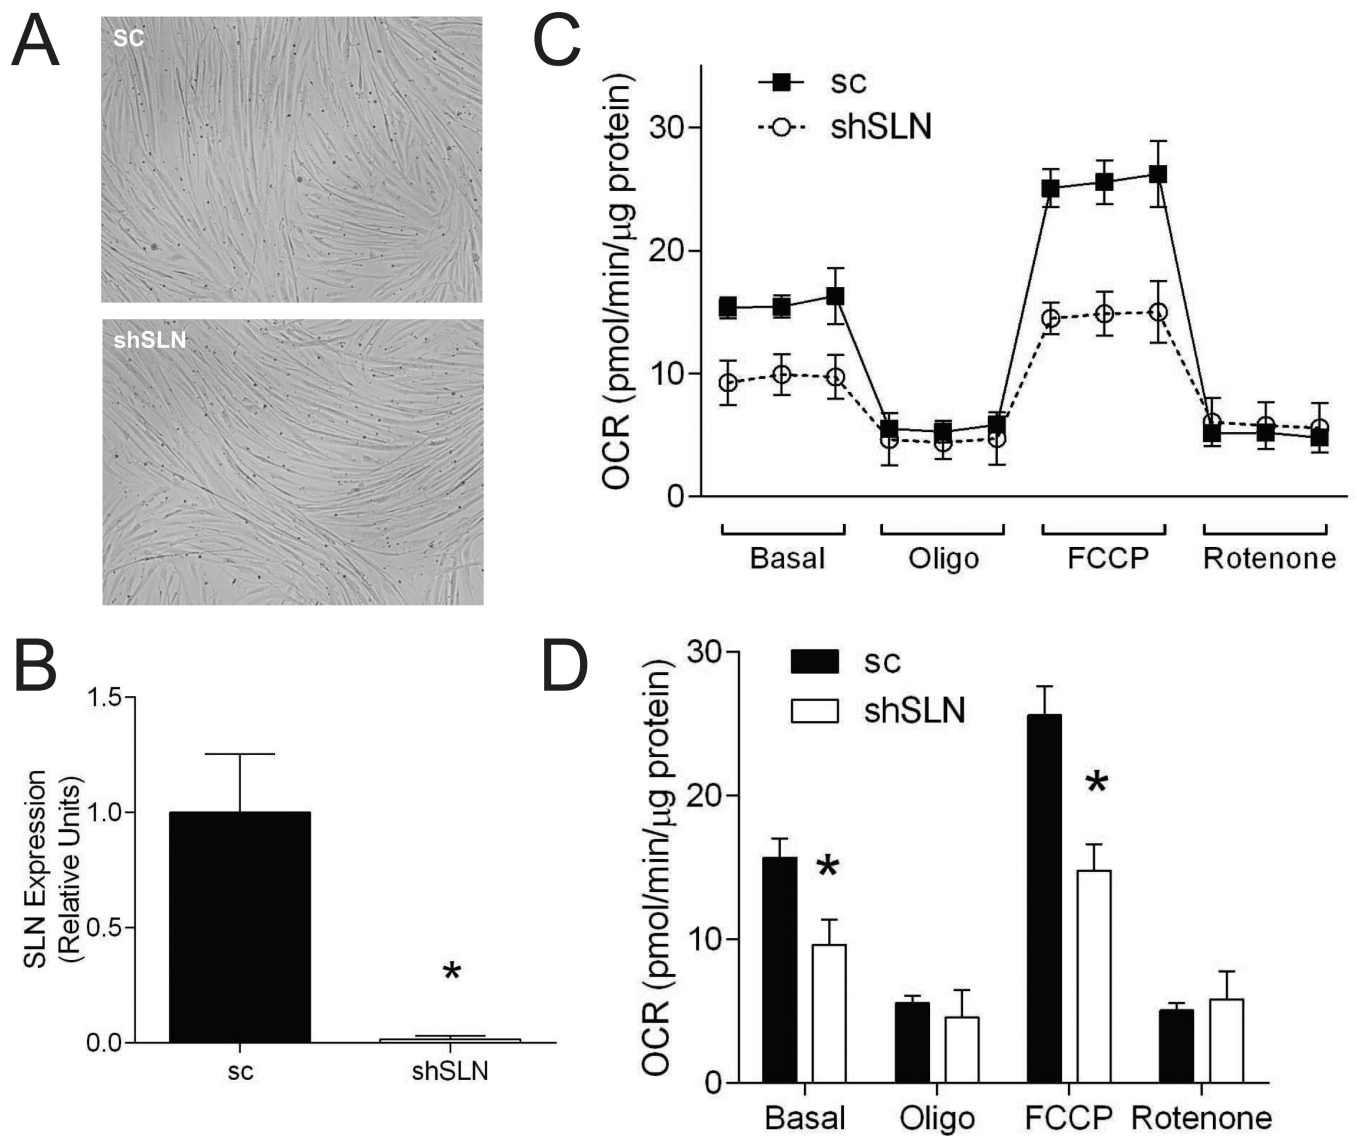 A
SC
shSLN
B
SLN Expression
(Relative Units)
1.5
1.0
0.5
0.0
*
sc
shSLN
C
OCR (pmol/min/μg protein)
sc
shSLN
30
20
10
0
Basal
Oligo
FCCP
Rotenone
D
OCR (pmol/min/μg protein)
sc
shSLN
30
20
10
0
*
*
Basal
Oligo
FCCP
Rotenone